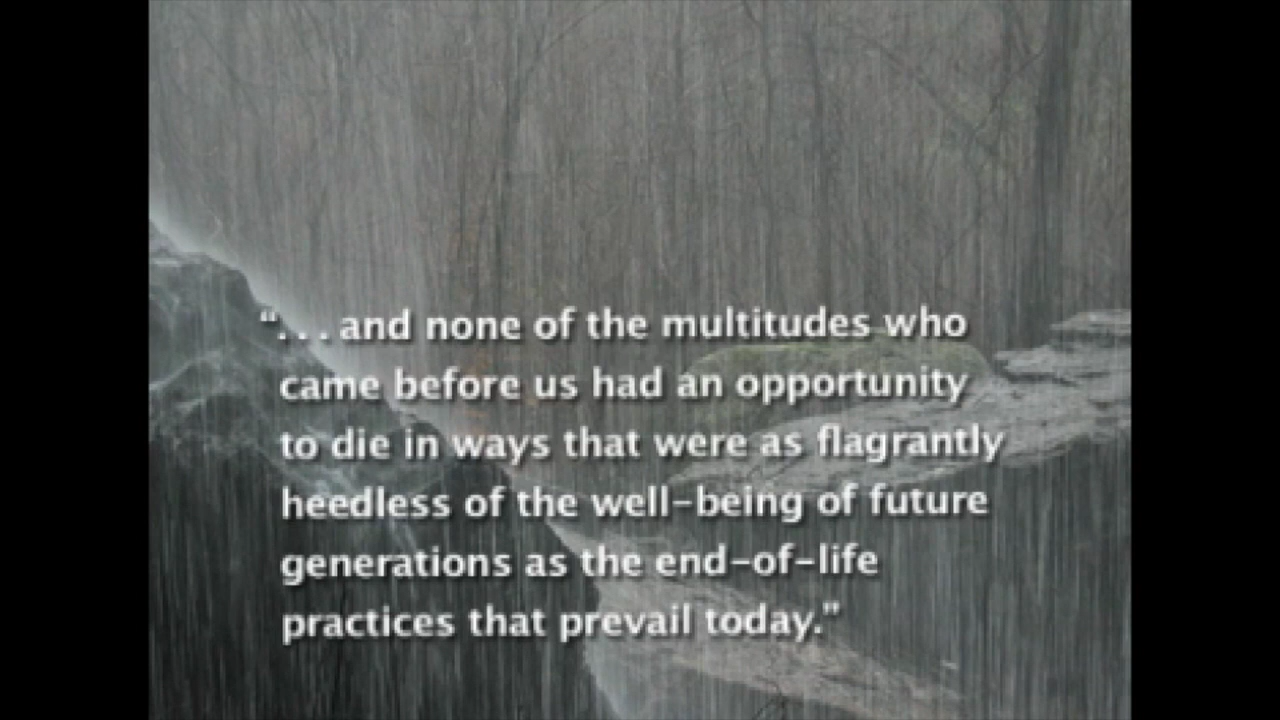 “. . . and none of the multitudes who
came before us had an opportunity
to die in ways that were as flagrantly
heedless of the well-being of future
generations as the end-of-life
practices that prevail today.”